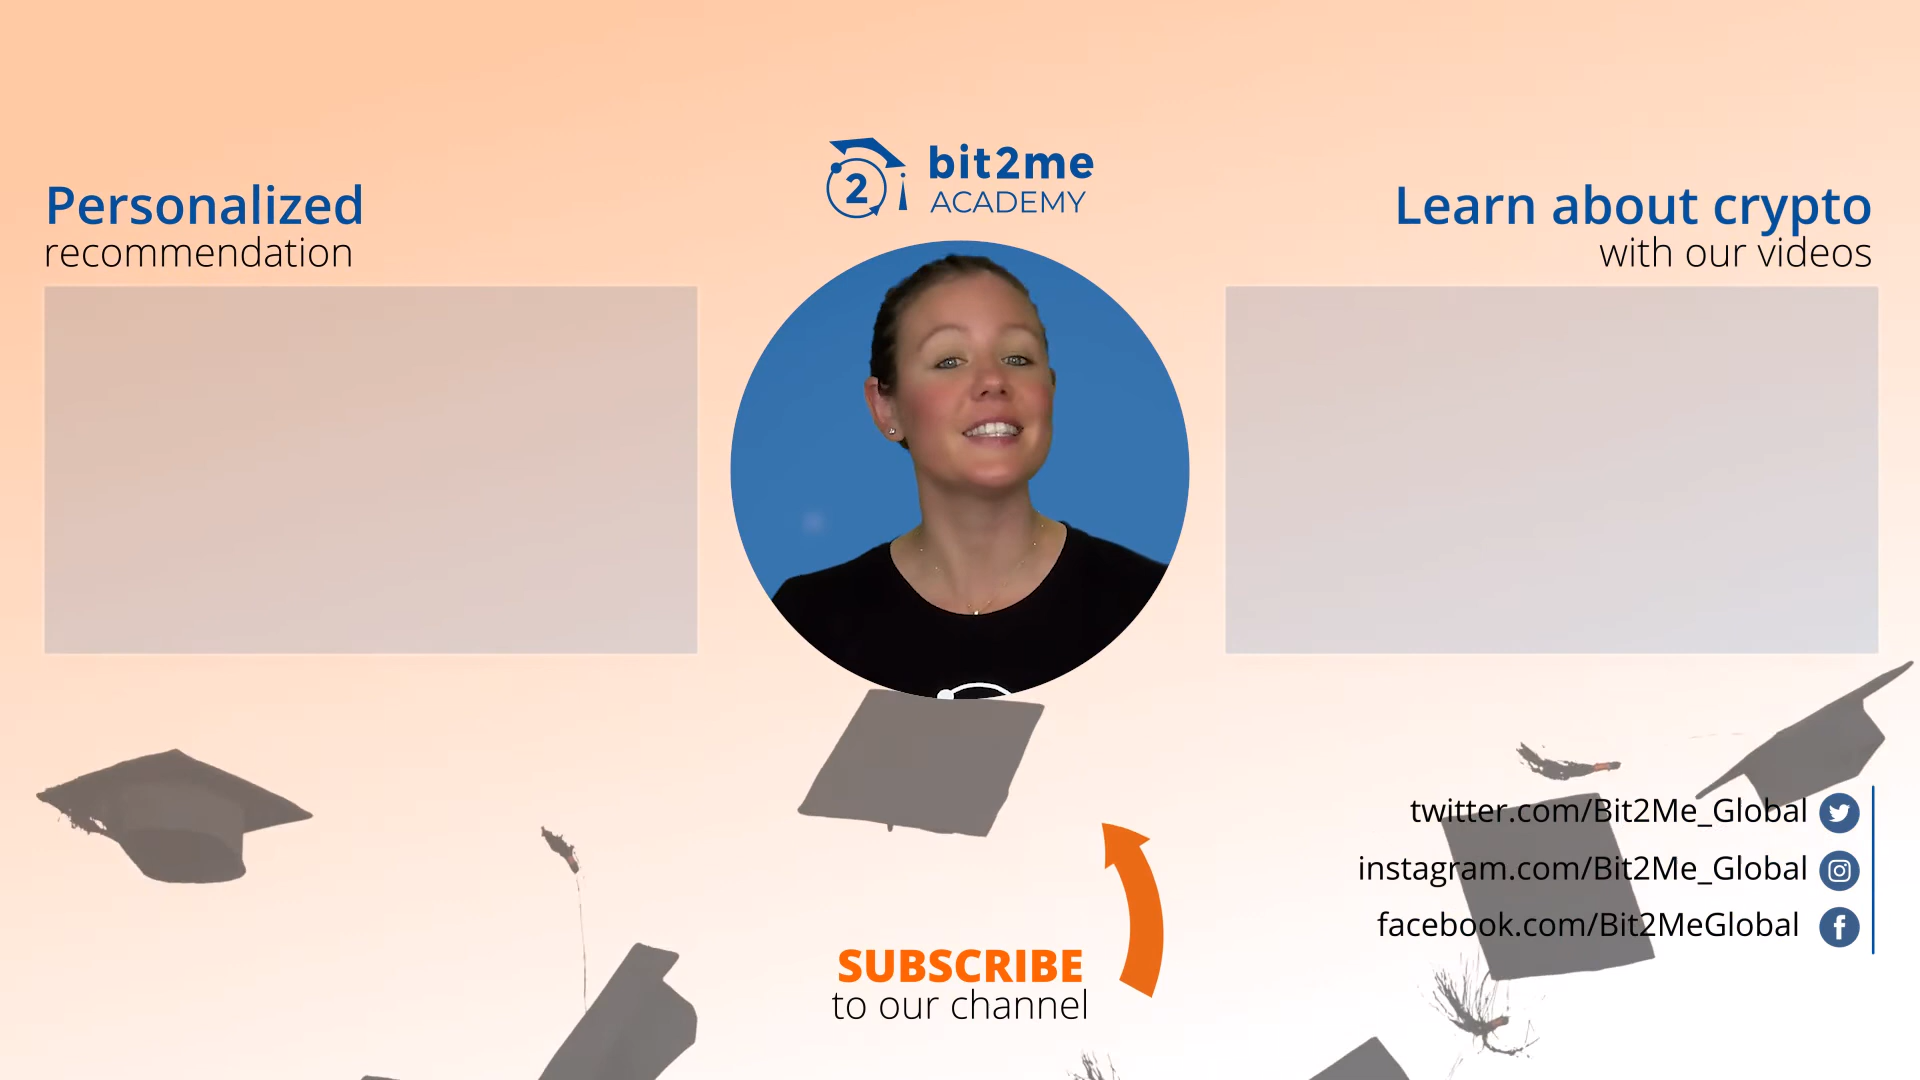 bit2me
ACADEMY
2
Personalized
recommendation
Learn about crypto
with our videos
twitter.com/Bit2Me_Global
instagram.com/Bit2Me_Global
facebook.com/Bit2MeGlobal
SUBSCRIBE
to our channel